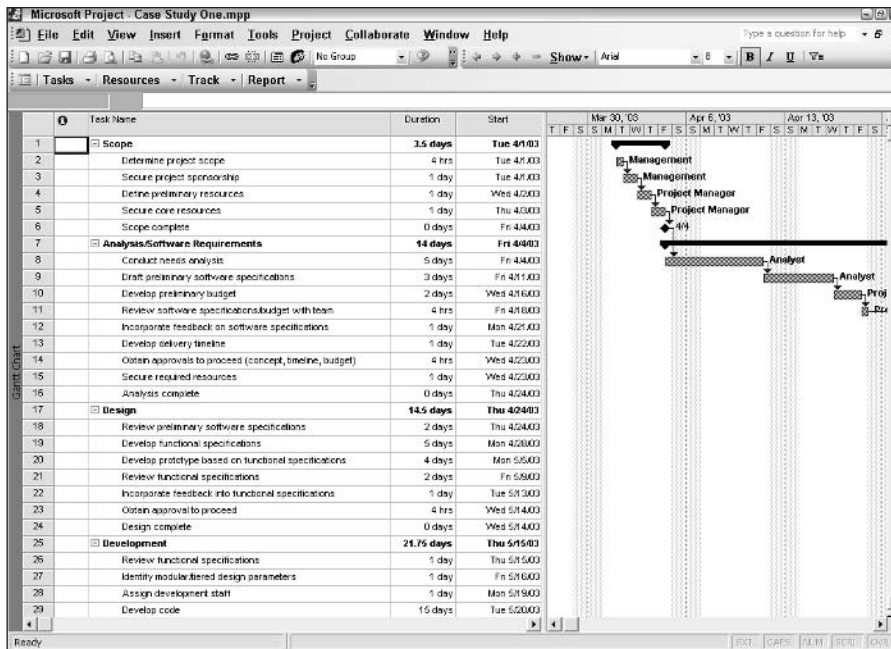 Microsoft Project - Case Study One.mpp
File Edit View Insert Format Tools Project Collaborate Window Help
Type a question for help
No Group
Show
Arial
8
B I U
Tasks Resources Track Report
Task Name Duration Start
Mar 30, '03 Apr 6, '03 Apr 13, '03
T F S S M T W T F S S M T W T F S S M T W T F S
1 Scope 3.5 days Tue 4/1/03
2 Determine project scope 4 hrs Tue 4/1/03 Management
3 Secure project sponsorship 1 day Tue 4/1/03 Management
4 Define preliminary resources 1 day Wed 4/2/03 Project Manager
5 Secure core resources 1 day Thu 4/3/03 Project Manager
6 Scope complete 0 days Fri 4/4/03 4/4
7 Analysis/Software Requirements 14 days Fri 4/4/03
8 Conduct needs analysis 5 days Fri 4/4/03 Analyst
9 Draft preliminary software specifications 3 days Fri 4/11/03 Analyst
10 Develop preliminary budget 2 days Wed 4/16/03 Proj
11 Review software specifications/budget with team 4 hrs Fri 4/18/03
12 Incorporate feedback on software specifications 1 day Mon 4/21/03
13 Develop delivery timeline 1 day Tue 4/22/03
14 Obtain approvals to proceed (concept, timeline, budget) 4 hrs Wed 4/23/03
15 Secure required resources 1 day Wed 4/23/03
16 Analysis complete 0 days Thu 4/24/03
17 Design 14.5 days Thu 4/24/03
18 Review preliminary software specifications 2 days Thu 4/24/03
19 Develop functional specifications 5 days Mon 4/28/03
20 Develop prototype based on functional specifications 4 days Mon 5/5/03
21 Review functional specifications 2 days Fri 5/9/03
22 Incorporate feedback into functional specifications 1 day Tue 5/13/03
23 Obtain approval to proceed 4 hrs Wed 5/14/03
24 Design complete 0 days Wed 5/14/03
25 Development 21.75 days Thu 5/15/03
26 Review functional specifications 1 day Thu 5/15/03
27 Identify modular/tiered design parameters 1 day Fri 5/16/03
28 Assign development staff 1 day Mon 5/19/03
29 Develop code 15 days Tue 5/20/03
Gantt Chart
Ready
EXT CAPS NUM SCRL OVR